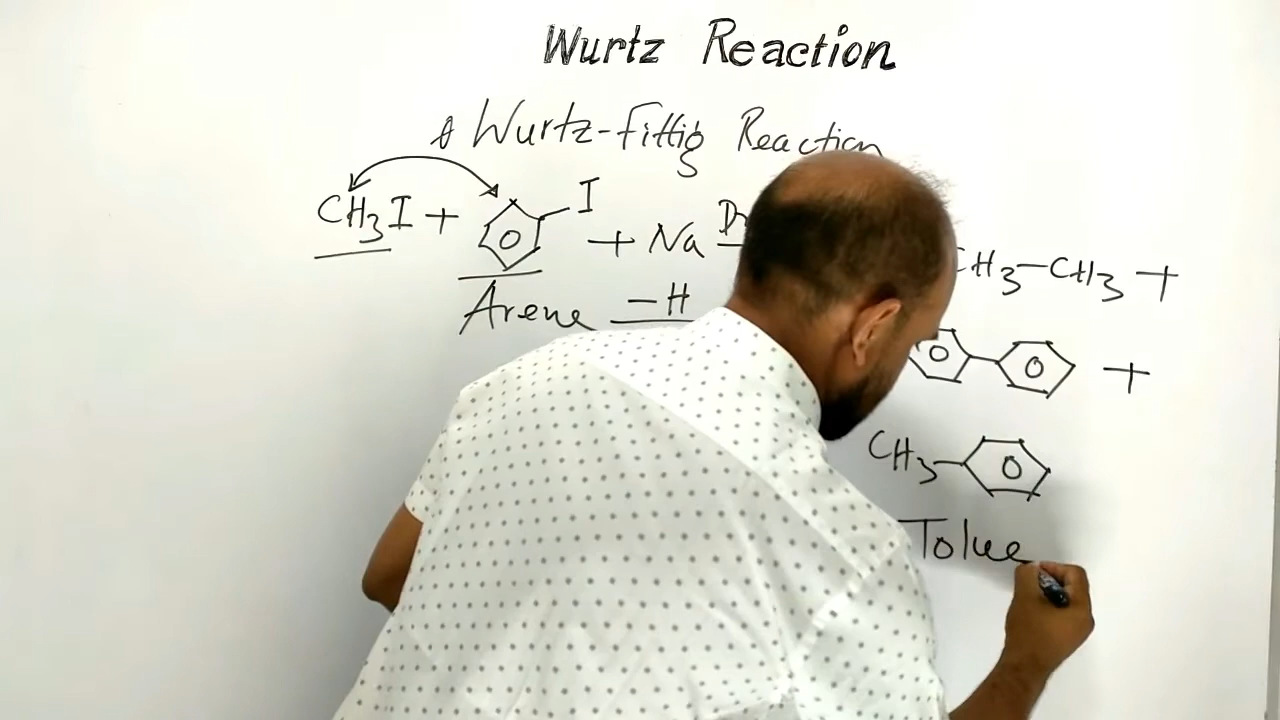 Wurtz Reaction
Wurtz-Fittig Reaction
CH3I + I + Na
CH3-CH3 +
Arene -H
+
CH3-
Tolue